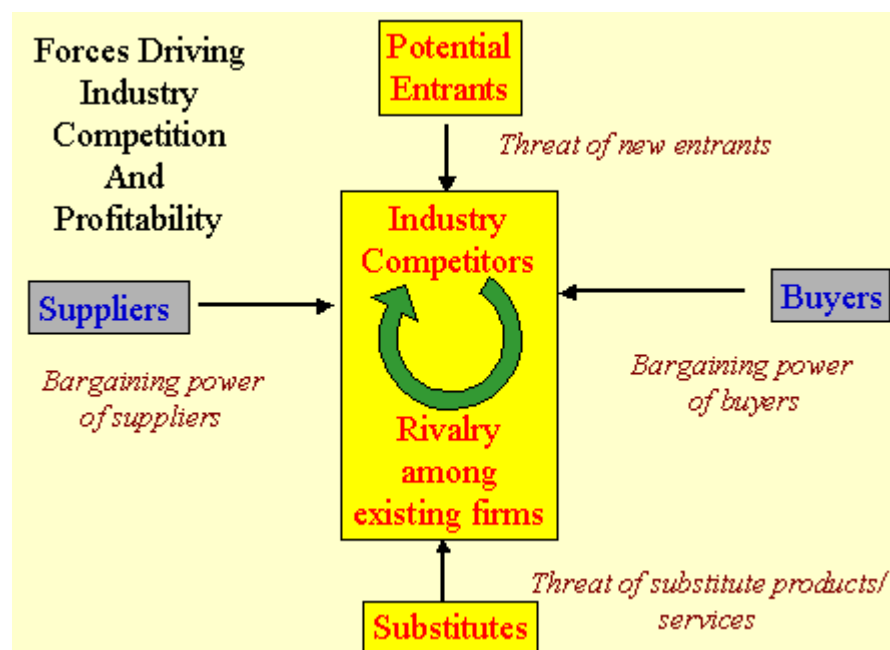 Forces Driving
Industry
Competition
And
Profitability
Potential
Entrants
Threat of new entrants
Industry
Competitors
Suppliers
Buyers
Bargaining power
of suppliers
Bargaining power
of buyers
Rivalry
among
existing firms
Threat of substitute products/
services
Substitutes